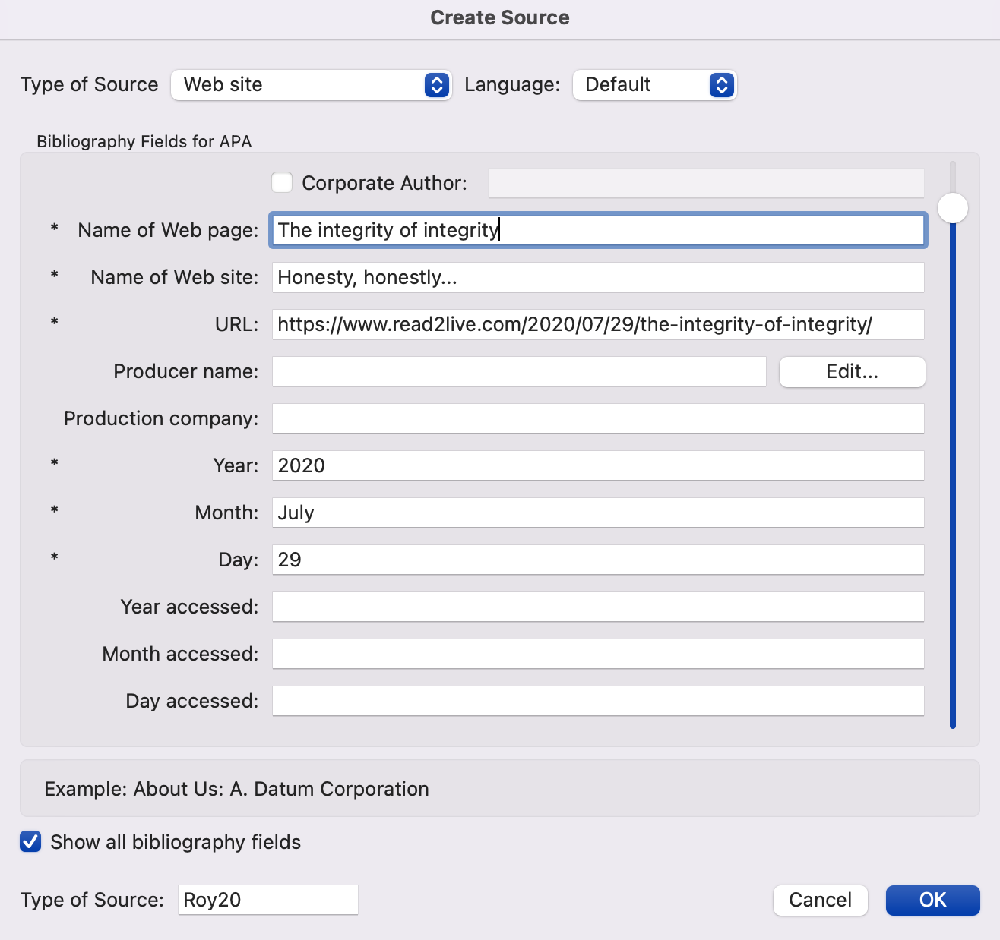 Create Source
Type of Source Web site Language: Default
Bibliography Fields for APA
Corporate Author:
* Name of Web page: The integrity of integrity
* Name of Web site: Honesty, honestly...
* URL: https://www.read2live.com/2020/07/29/the-integrity-of-integrity/
Producer name: Edit...
Production company:
* Year: 2020
* Month: July
* Day: 29
Year accessed:
Month accessed:
Day accessed:
Example: About Us: A. Datum Corporation
Show all bibliography fields
Type of Source: Roy20 Cancel OK